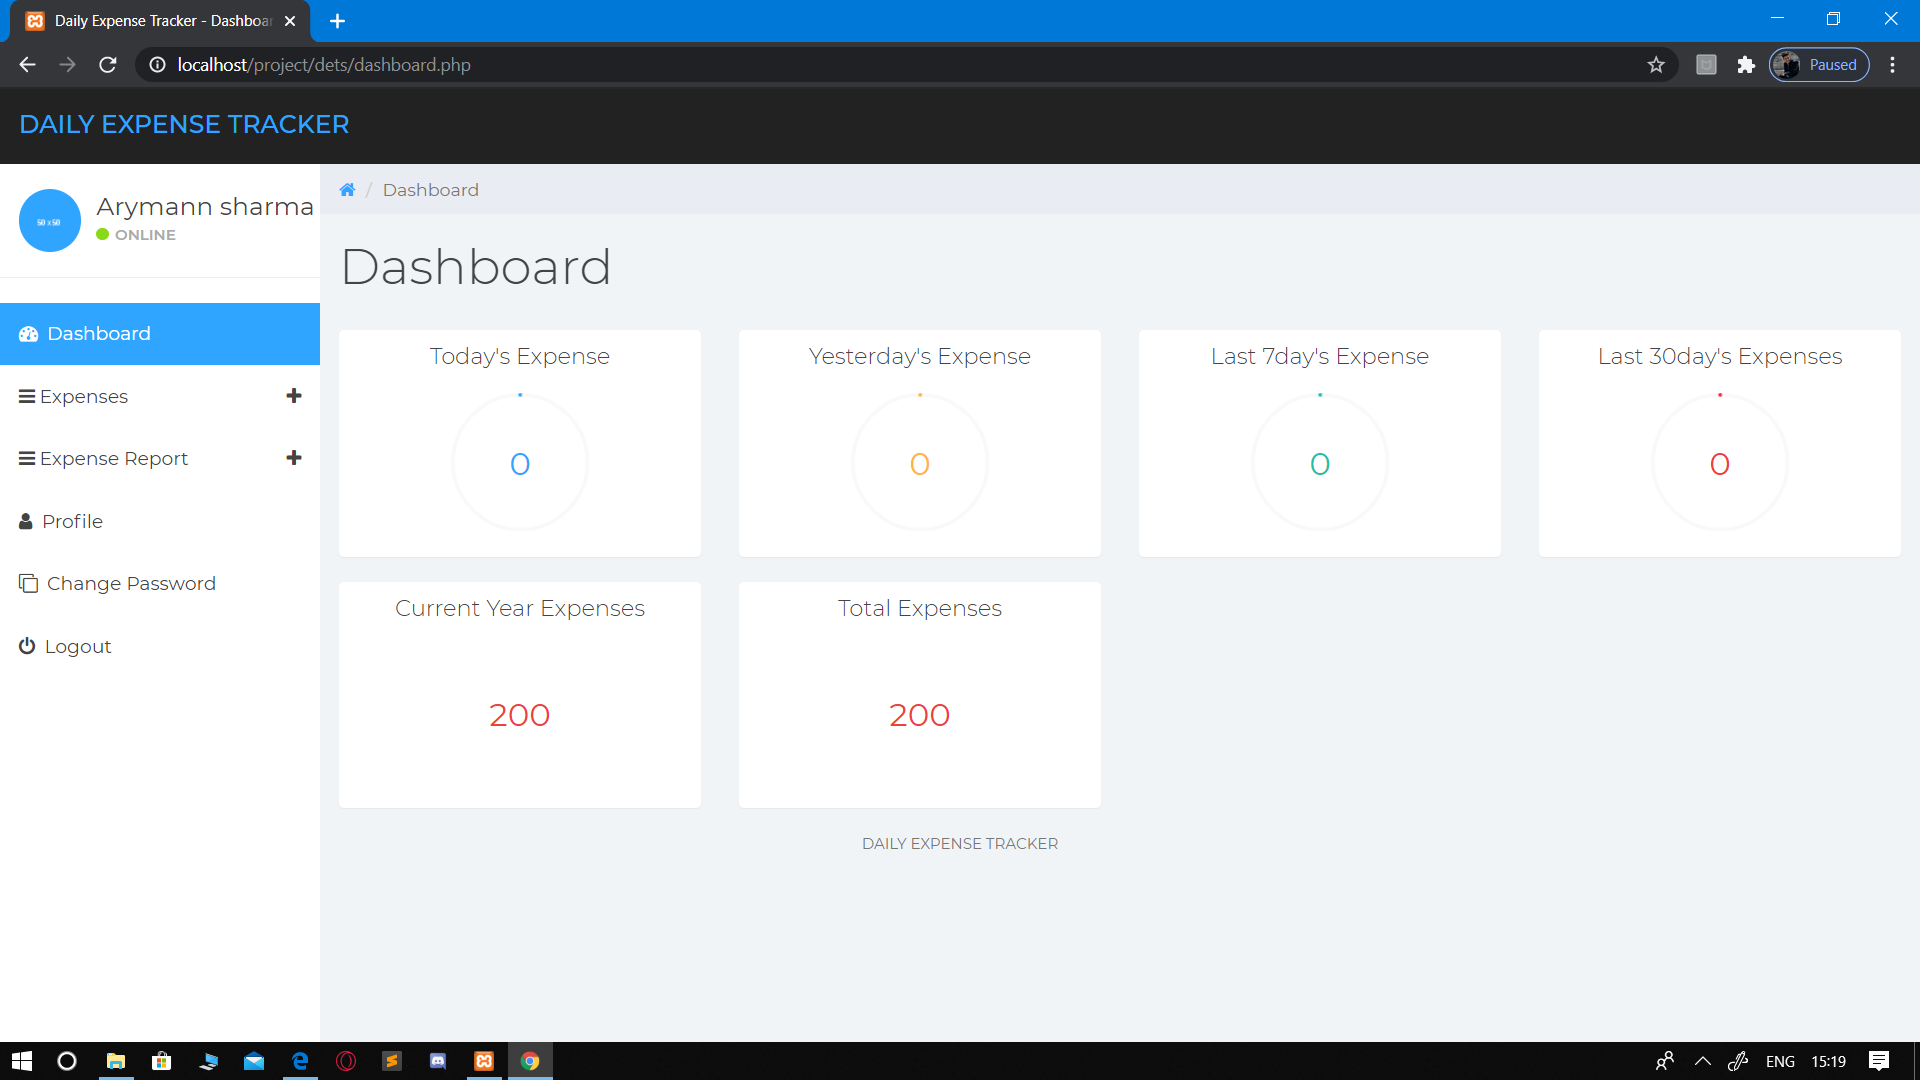 Daily Expense Tracker - Dashboar
localhost/project/dets/dashboard.php
Paused
DAILY EXPENSE TRACKER
50 x 50
Arymann sharma
ONLINE
Dashboard
Expenses
Expense Report
Profile
Change Password
Logout
/ Dashboard
Dashboard
Today's Expense
0
Yesterday's Expense
0
Last 7day's Expense
0
Last 30day's Expenses
0
Current Year Expenses
200
Total Expenses
200
DAILY EXPENSE TRACKER
ENG
15:19